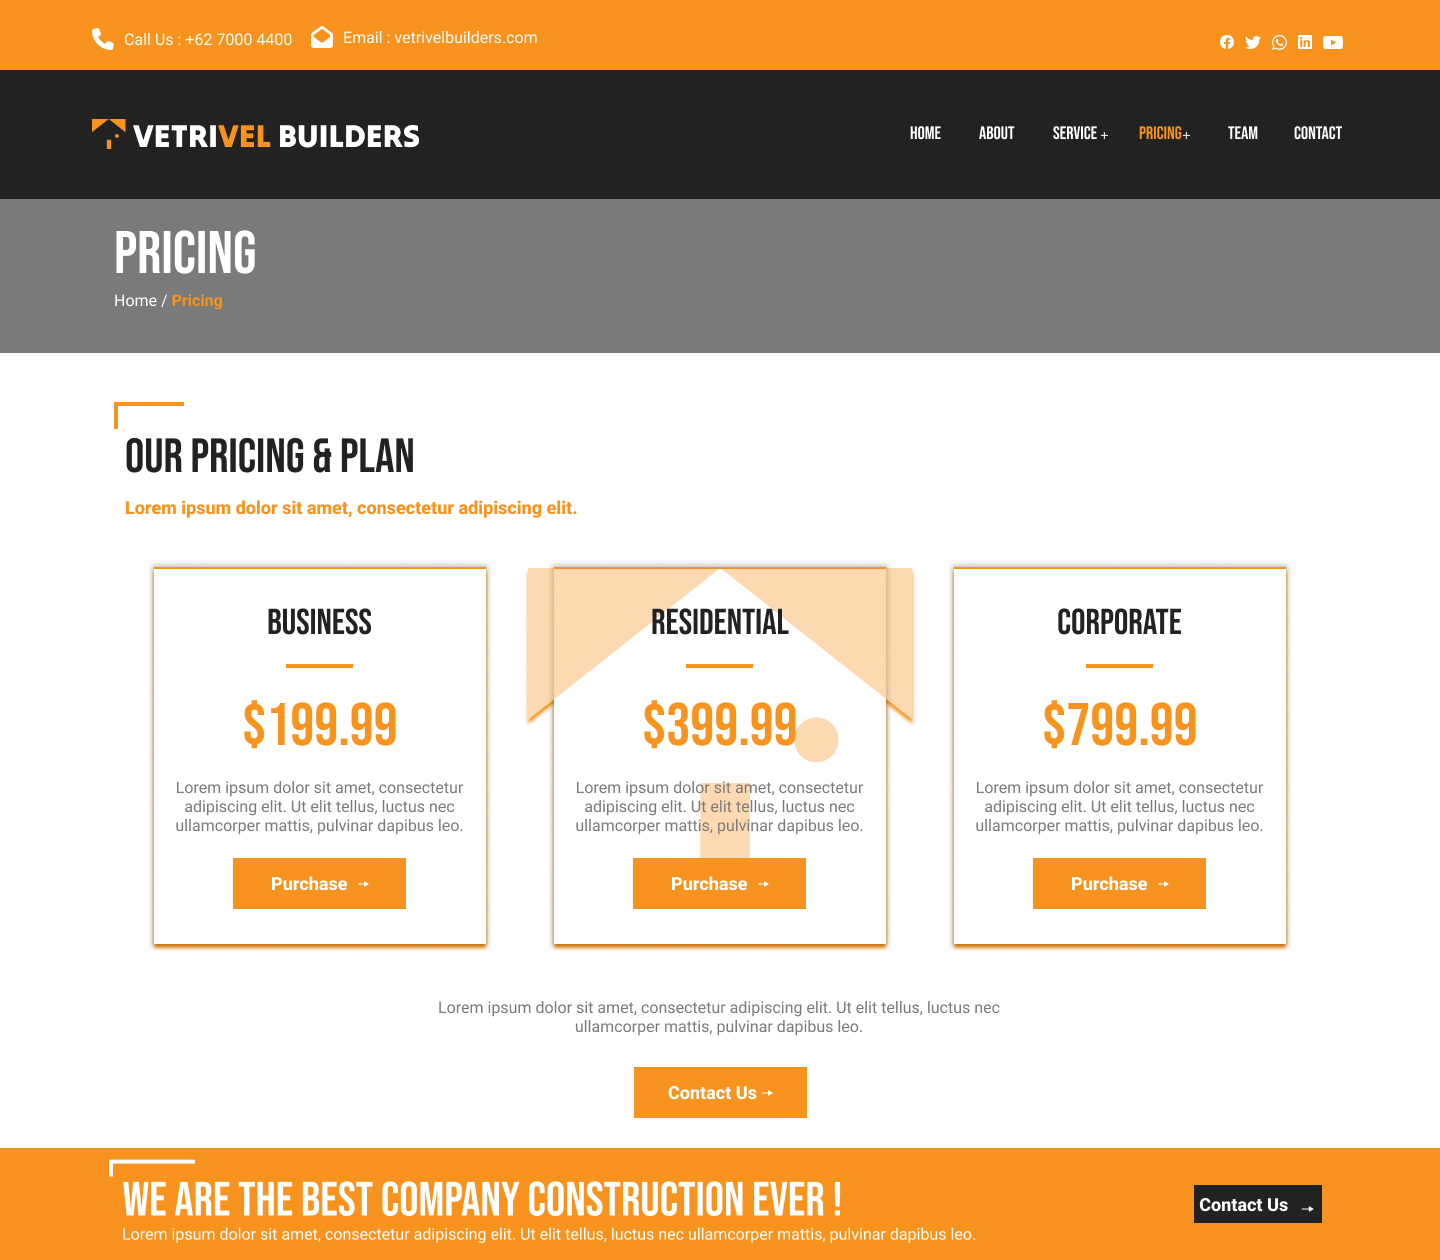 Call Us : +62 7000 4400
Email : vetrivelbuilders.com
VETRIVEL BUILDERS
HOME
ABOUT
SERVICE +
PRICING+
TEAM
CONTACT
PRICING
Home / Pricing
OUR PRICING & PLAN
Lorem ipsum dolor sit amet, consectetur adipiscing elit.
BUSINESS
$199.99
Lorem ipsum dolor sit amet, consectetur
adipiscing elit. Ut elit tellus, luctus nec
ullamcorper mattis, pulvinar dapibus leo.
Purchase
RESIDENTIAL
$399.99
Lorem ipsum dolor sit amet, consectetur
adipiscing elit. Ut elit tellus, luctus nec
ullamcorper mattis, pulvinar dapibus leo.
Purchase
CORPORATE
$799.99
Lorem ipsum dolor sit amet, consectetur
adipiscing elit. Ut elit tellus, luctus nec
ullamcorper mattis, pulvinar dapibus leo.
Purchase
Lorem ipsum dolor sit amet, consectetur adipiscing elit. Ut elit tellus, luctus nec
ullamcorper mattis, pulvinar dapibus leo.
Contact Us
WE ARE THE BEST COMPANY CONSTRUCTION EVER !
Lorem ipsum dolor sit amet, consectetur adipiscing elit. Ut elit tellus, luctus nec ullamcorper mattis, pulvinar dapibus leo.
Contact Us